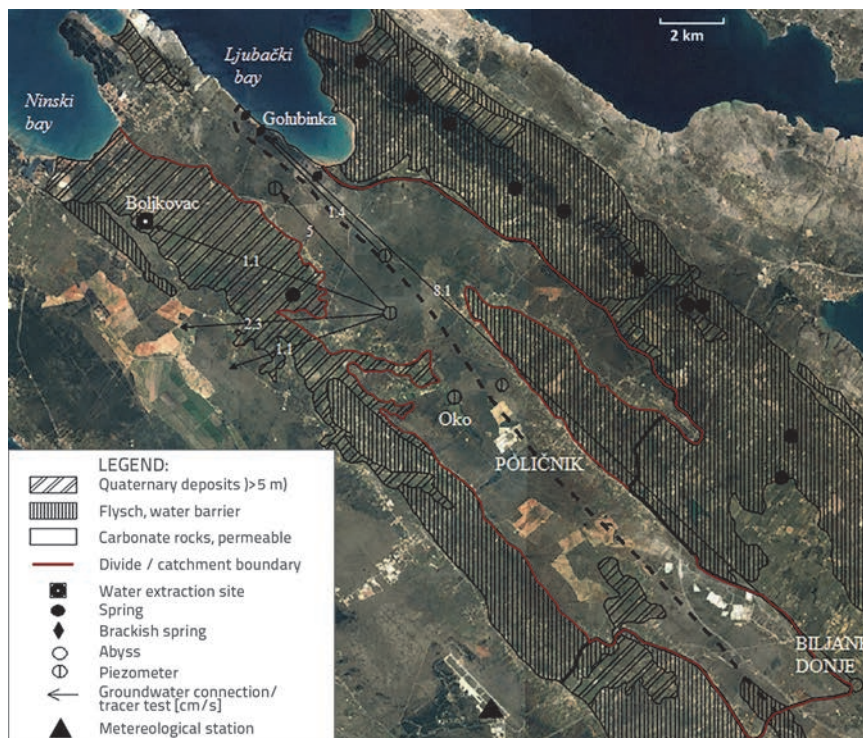 2 km
Ljubački
bay
Ninski
bay
Golubinka
Boljkovac
1.4
5
1.1
8.1
2.3
1.1
Oko
POLIČNIK
BILJANE
DONJE
LEGEND:
Quaternary deposits )>5 m)
Flysch, water barrier
Carbonate rocks, permeable
Divide / catchment boundary
Water extraction site
Spring
Brackish spring
Abyss
Piezometer
Groundwater connection/
tracer test [cm/s]
Metereological station